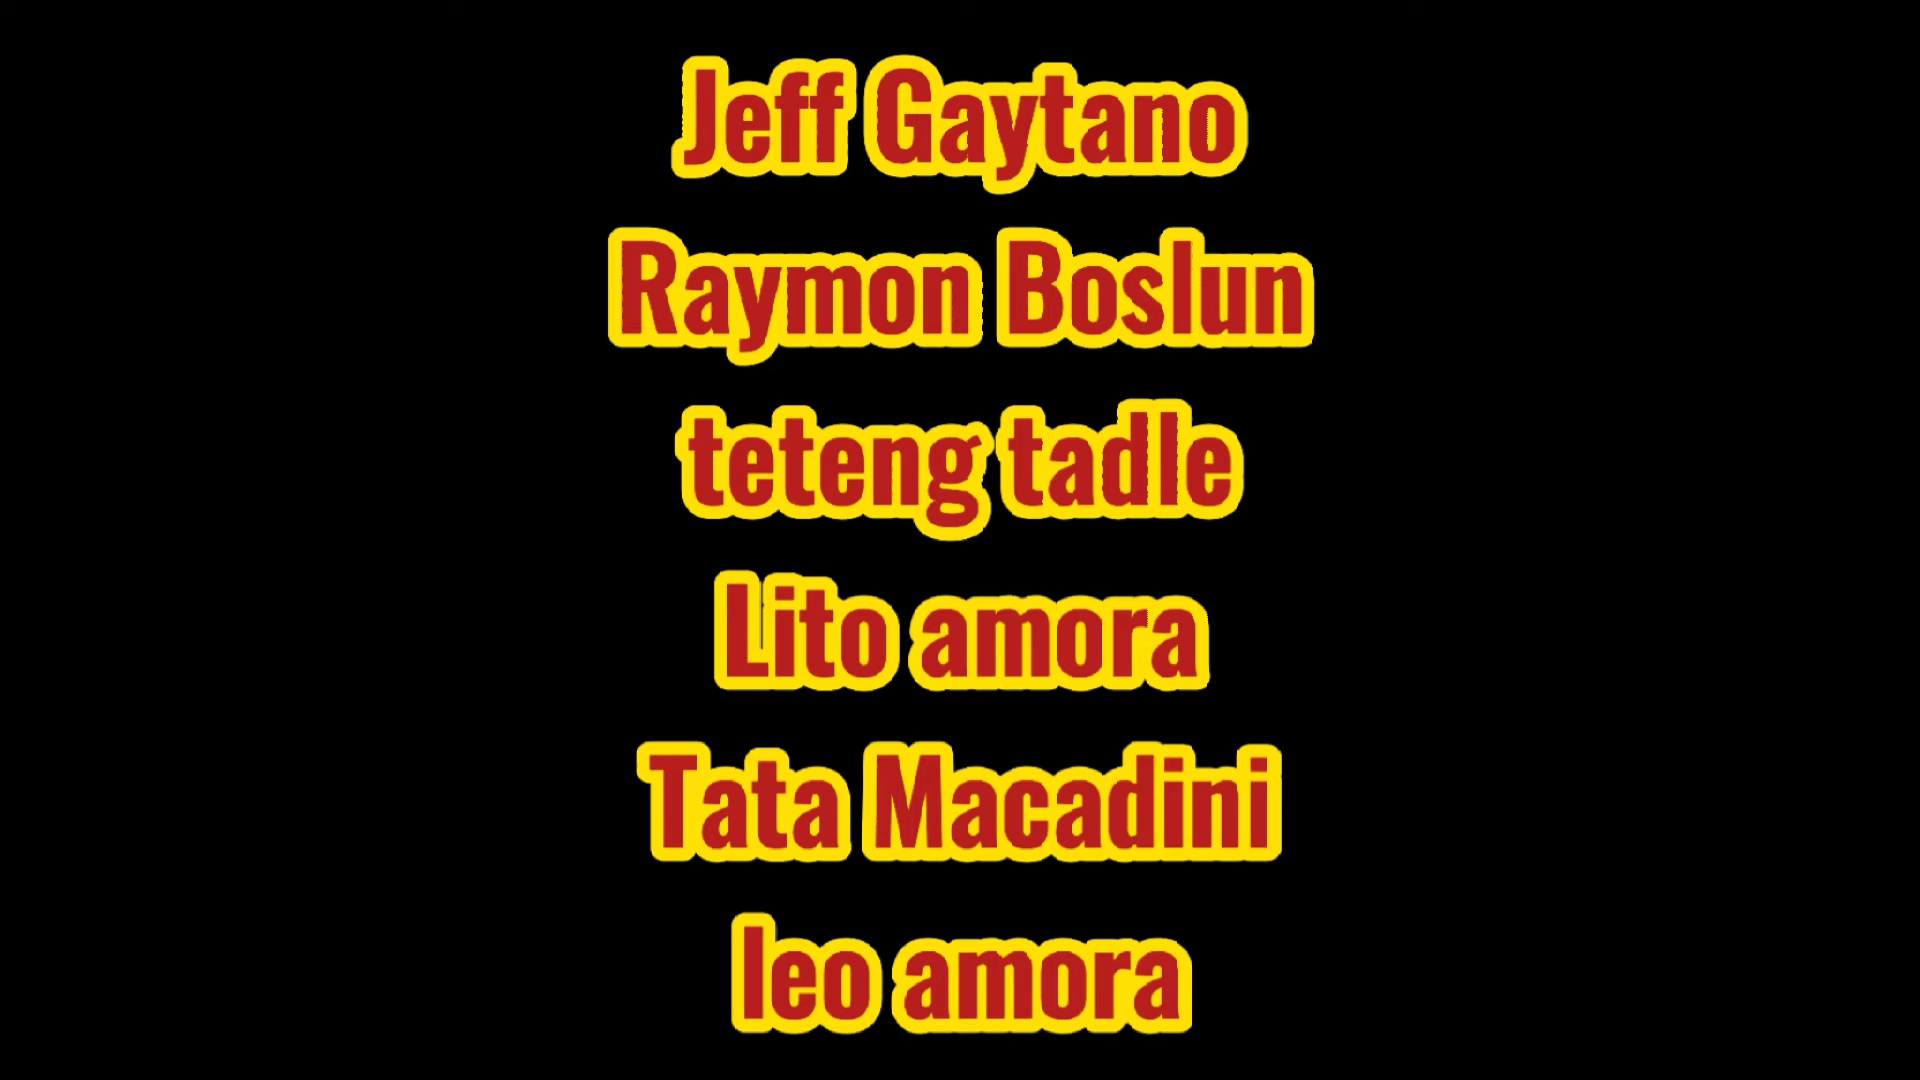 Jeff Gaytano
Raymon Boslun
teteng tadle
Lito amora
Tata Macadini
leo amora